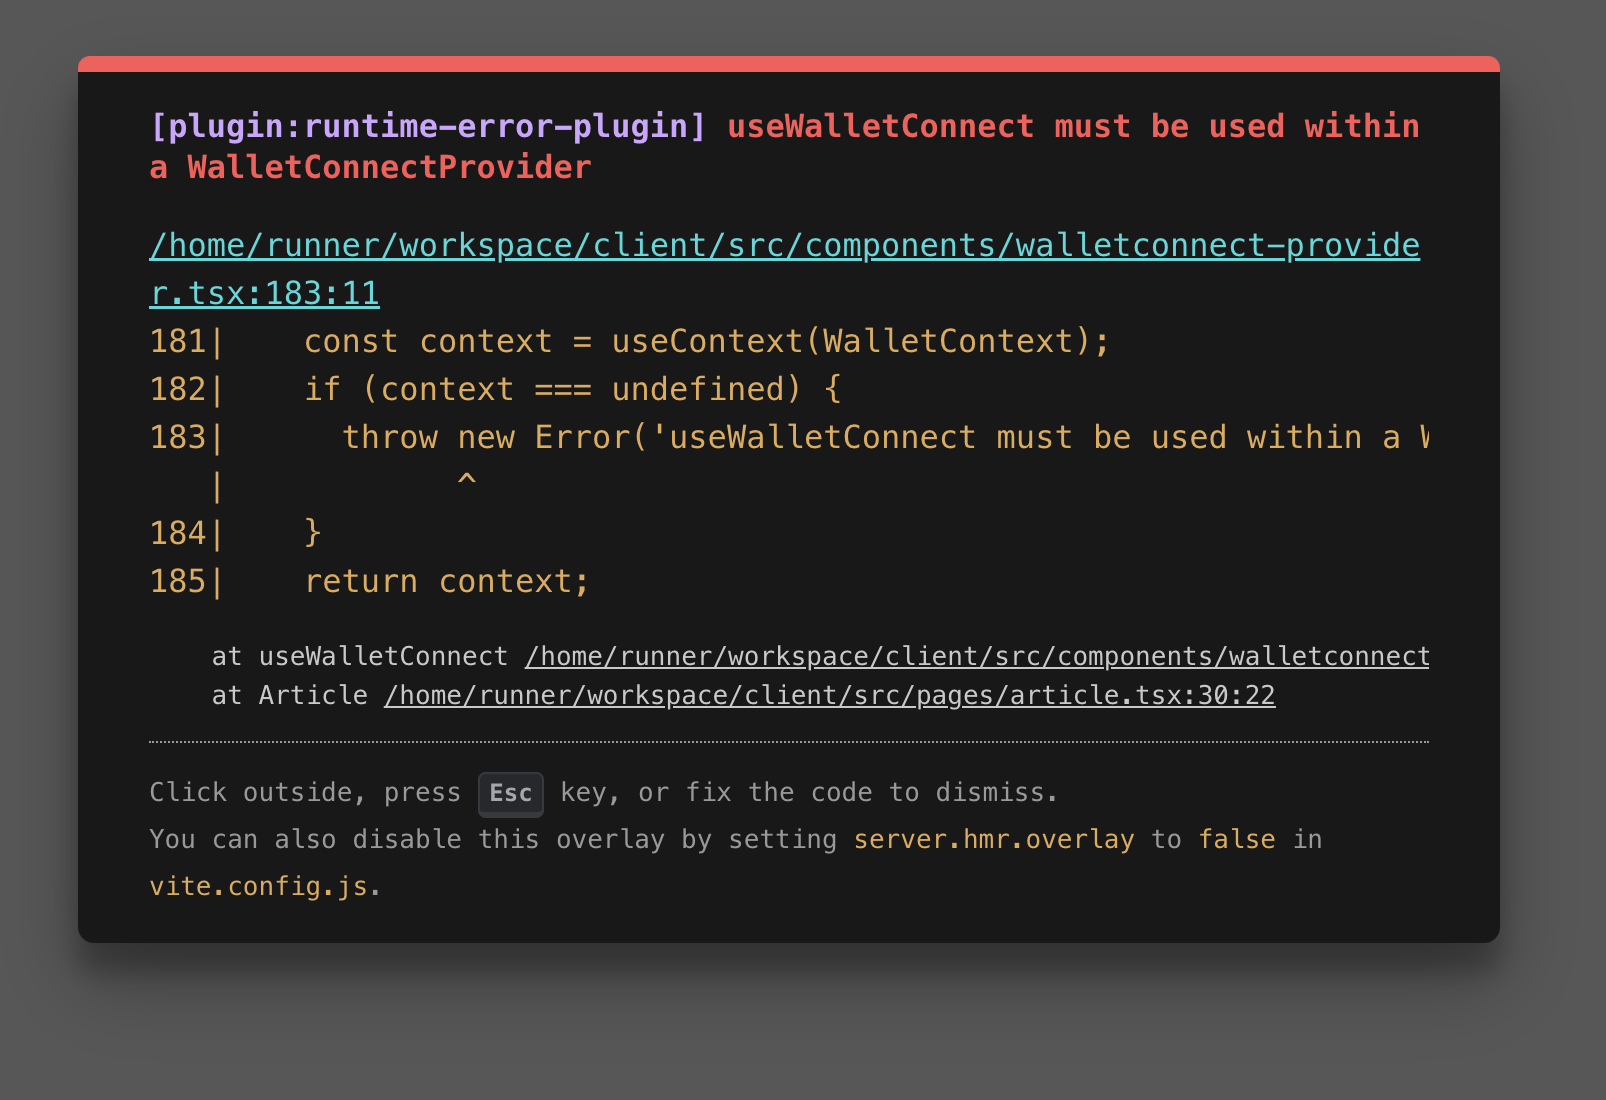 [plugin:runtime-error-plugin] useWalletConnect must be used within
a WalletConnectProvider
/home/runner/workspace/client/src/components/walletconnect-provide
r.tsx:183:11
181|    const context = useContext(WalletContext);
182|    if (context === undefined) {
183|      throw new Error('useWalletConnect must be used within a
   |            ^
184|    }
185|    return context;
    at useWalletConnect /home/runner/workspace/client/src/components/walletconnect
    at Article /home/runner/workspace/client/src/pages/article.tsx:30:22
Click outside, press Esc key, or fix the code to dismiss.
You can also disable this overlay by setting server.hmr.overlay to false in
vite.config.js.